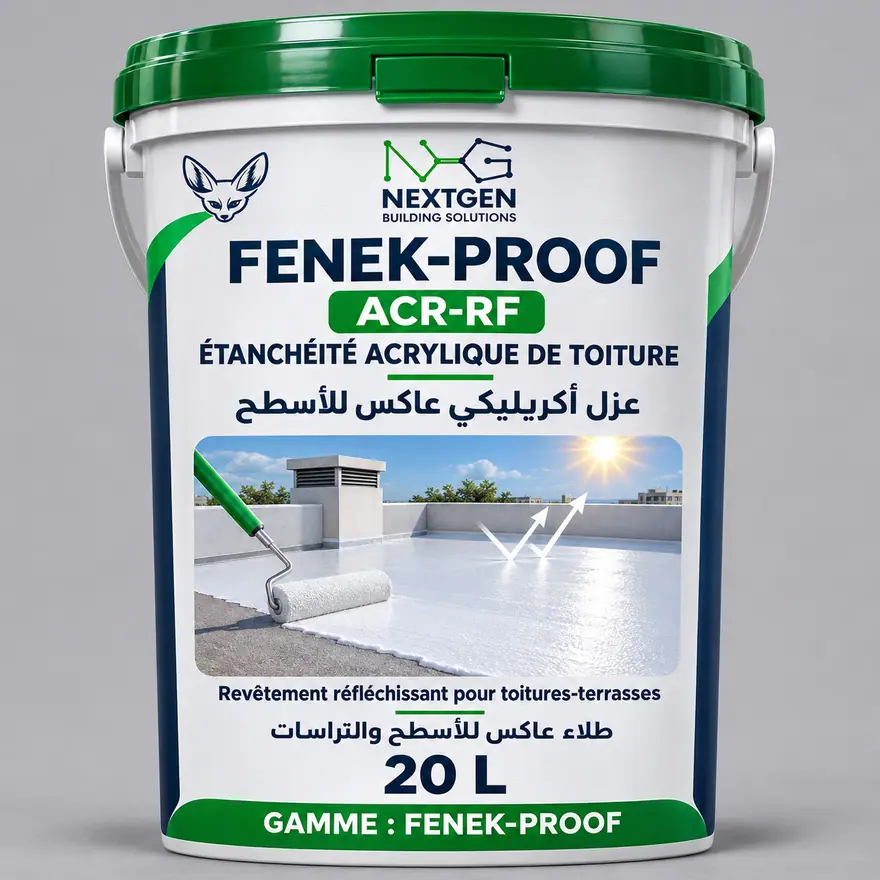 NEXTGEN
BUILDING SOLUTIONS
FENEK-PROOF
ACR-RF
ÉTANCHÉITÉ ACRYLIQUE DE TOITURE
عزل أكريليكي عاكس للأسطح
Revêtement réfléchissant pour toitures-terrasses
طلاء عاكس للأسطح والتراسات
20 L
GAMME : FENEK-PROOF